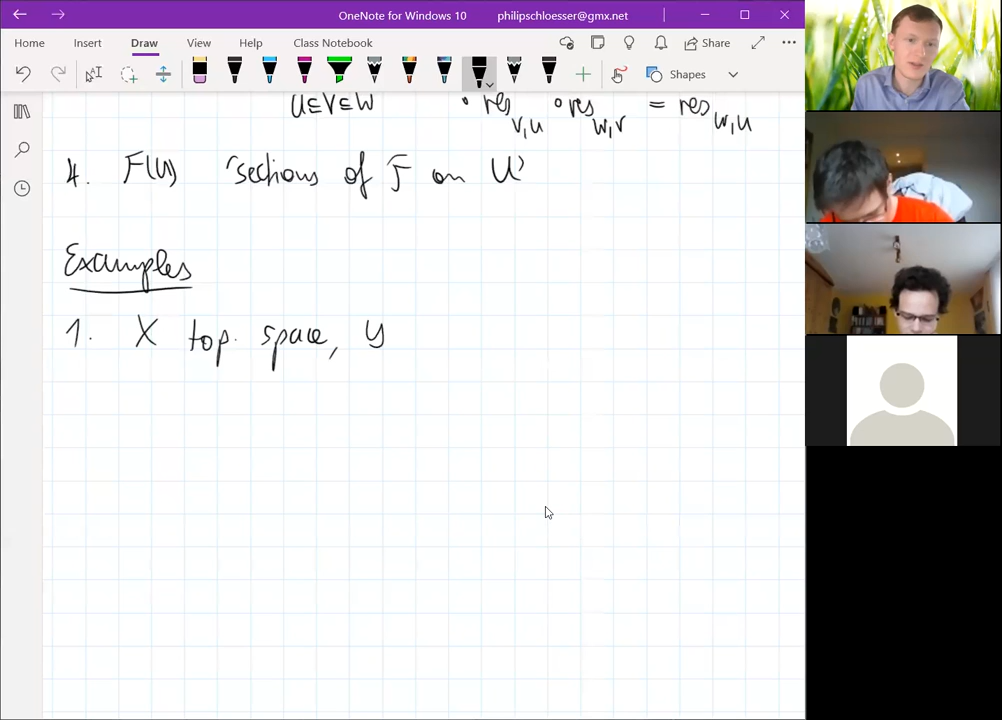 OneNote for Windows 10 philipschloesser@gmx.net
Home Insert Draw View Help Class Notebook Share
Shapes
U⊆V⊆W • res_{V,U} ∘ res_{W,V} = res_{W,U}
4. F(U) 'sections of F on U'
Examples
1. X top. space, Y